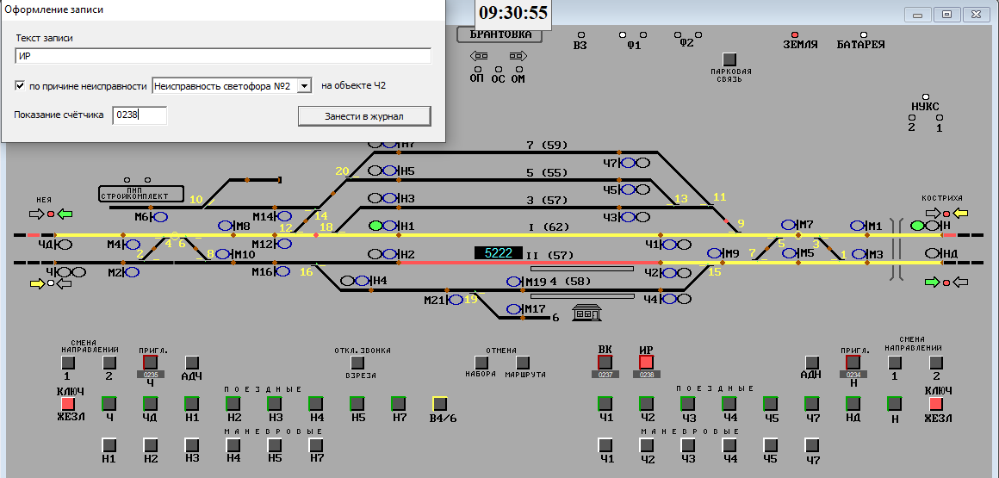 Оформление записи
09:30:55
Текст записи
ИР
по причине неисправности Неисправность светофора №2 на объекте Ч2
Показание счётчика 0238 Занести в журнал
БРАНТОВКА
ОП ОС ОМ
ВЗ Ф1 Ф2
ПАРКОВАЯ
СВЯЗЬ
ЗЕМЛЯ БАТАРЕЯ
НУКС
2 1
Н7 7 (59) Ч7
20 Н5 5 (55) Ч5
ПНП
СТРОЙКОМПЛЕКТ
10 М6 М14 14 Н3 3 (57) Ч3 13 11
НЕЯ КОСТРИХА
М8 12 18 Н1 I (62) 9 М7 М1 Н
ЧД М4 4 6 М12 Ч1 5 3
2 8 М10 Н2 5222 II (57) М9 7 М5 1 М3 НД
Ч М2 М16 16 Ч2 15
Н4 М19 4 (58) Ч4
М21 19 М17 6
СМЕНА
НАПРАВЛЕНИЙ
1 2
ПРИГЛ.
0235
Ч
АДЧ
ОТКЛ.ЗВОНКА
ВЗРЕЗА
ОТМЕНА
НАБОРА МАРШРУТА
ВК ИР
0237 0238
АДН
ПРИГЛ.
0234
Н
СМЕНА
НАПРАВЛЕНИЙ
1 2
КЛЮЧ
ЖЕЗЛ
ПОЕЗДНЫЕ
Ч ЧД Н1 Н2 Н3 Н4 Н5 Н7 В4/6
ПОЕЗДНЫЕ
Ч1 Ч2 Ч3 Ч4 Ч5 Ч7 НД Н
КЛЮЧ
ЖЕЗЛ
МАНЕВРОВЫЕ
Н1 Н2 Н3 Н4 Н5 Н7
МАНЕВРОВЫЕ
Ч1 Ч2 Ч3 Ч4 Ч5 Ч7